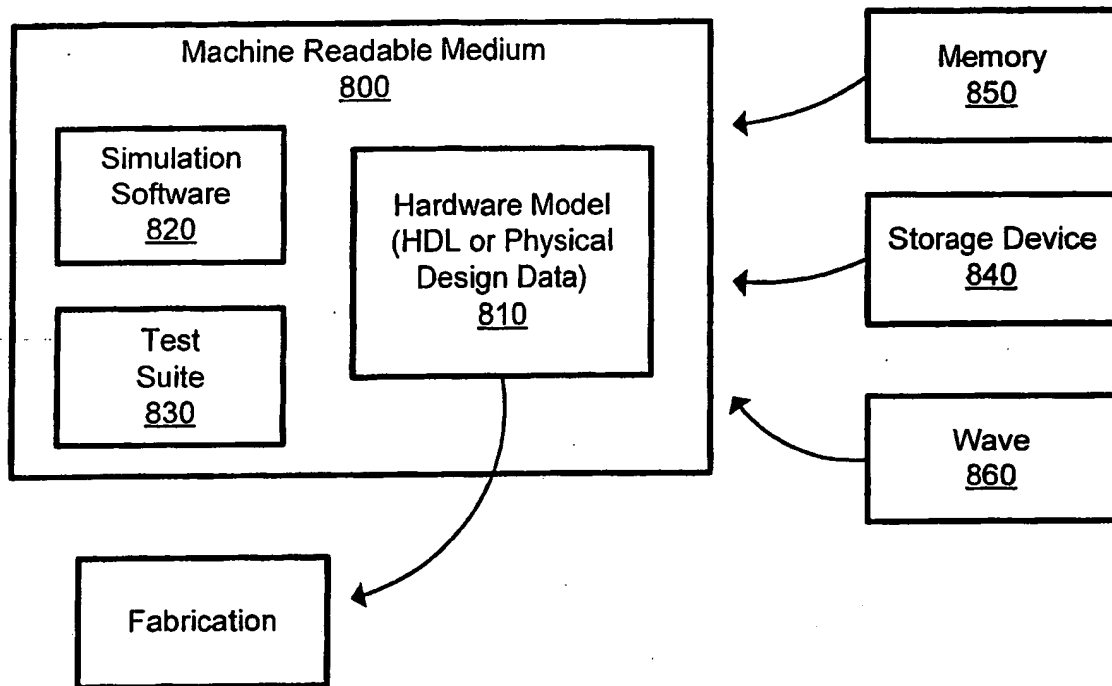 Machine Readable Medium
800
Simulation
Software
820
Test
Suite
830
Hardware Model
(HDL or Physical
Design Data)
810
Memory
850
Storage Device
840
Wave
860
Fabrication